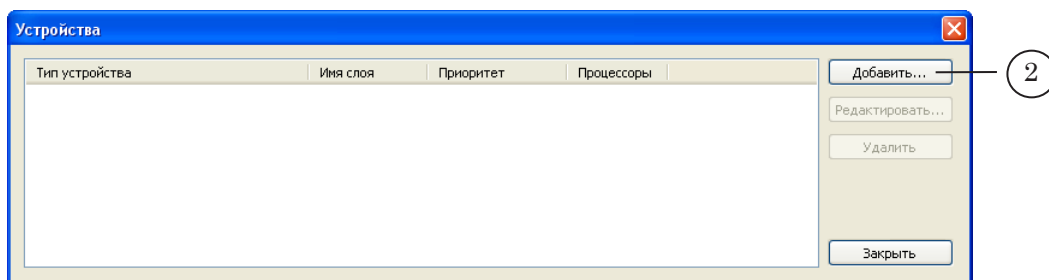 Устройства
Тип устройства Имя слоя Приоритет Процессоры
Добавить... 2
Редактировать...
Удалить
Закрыть